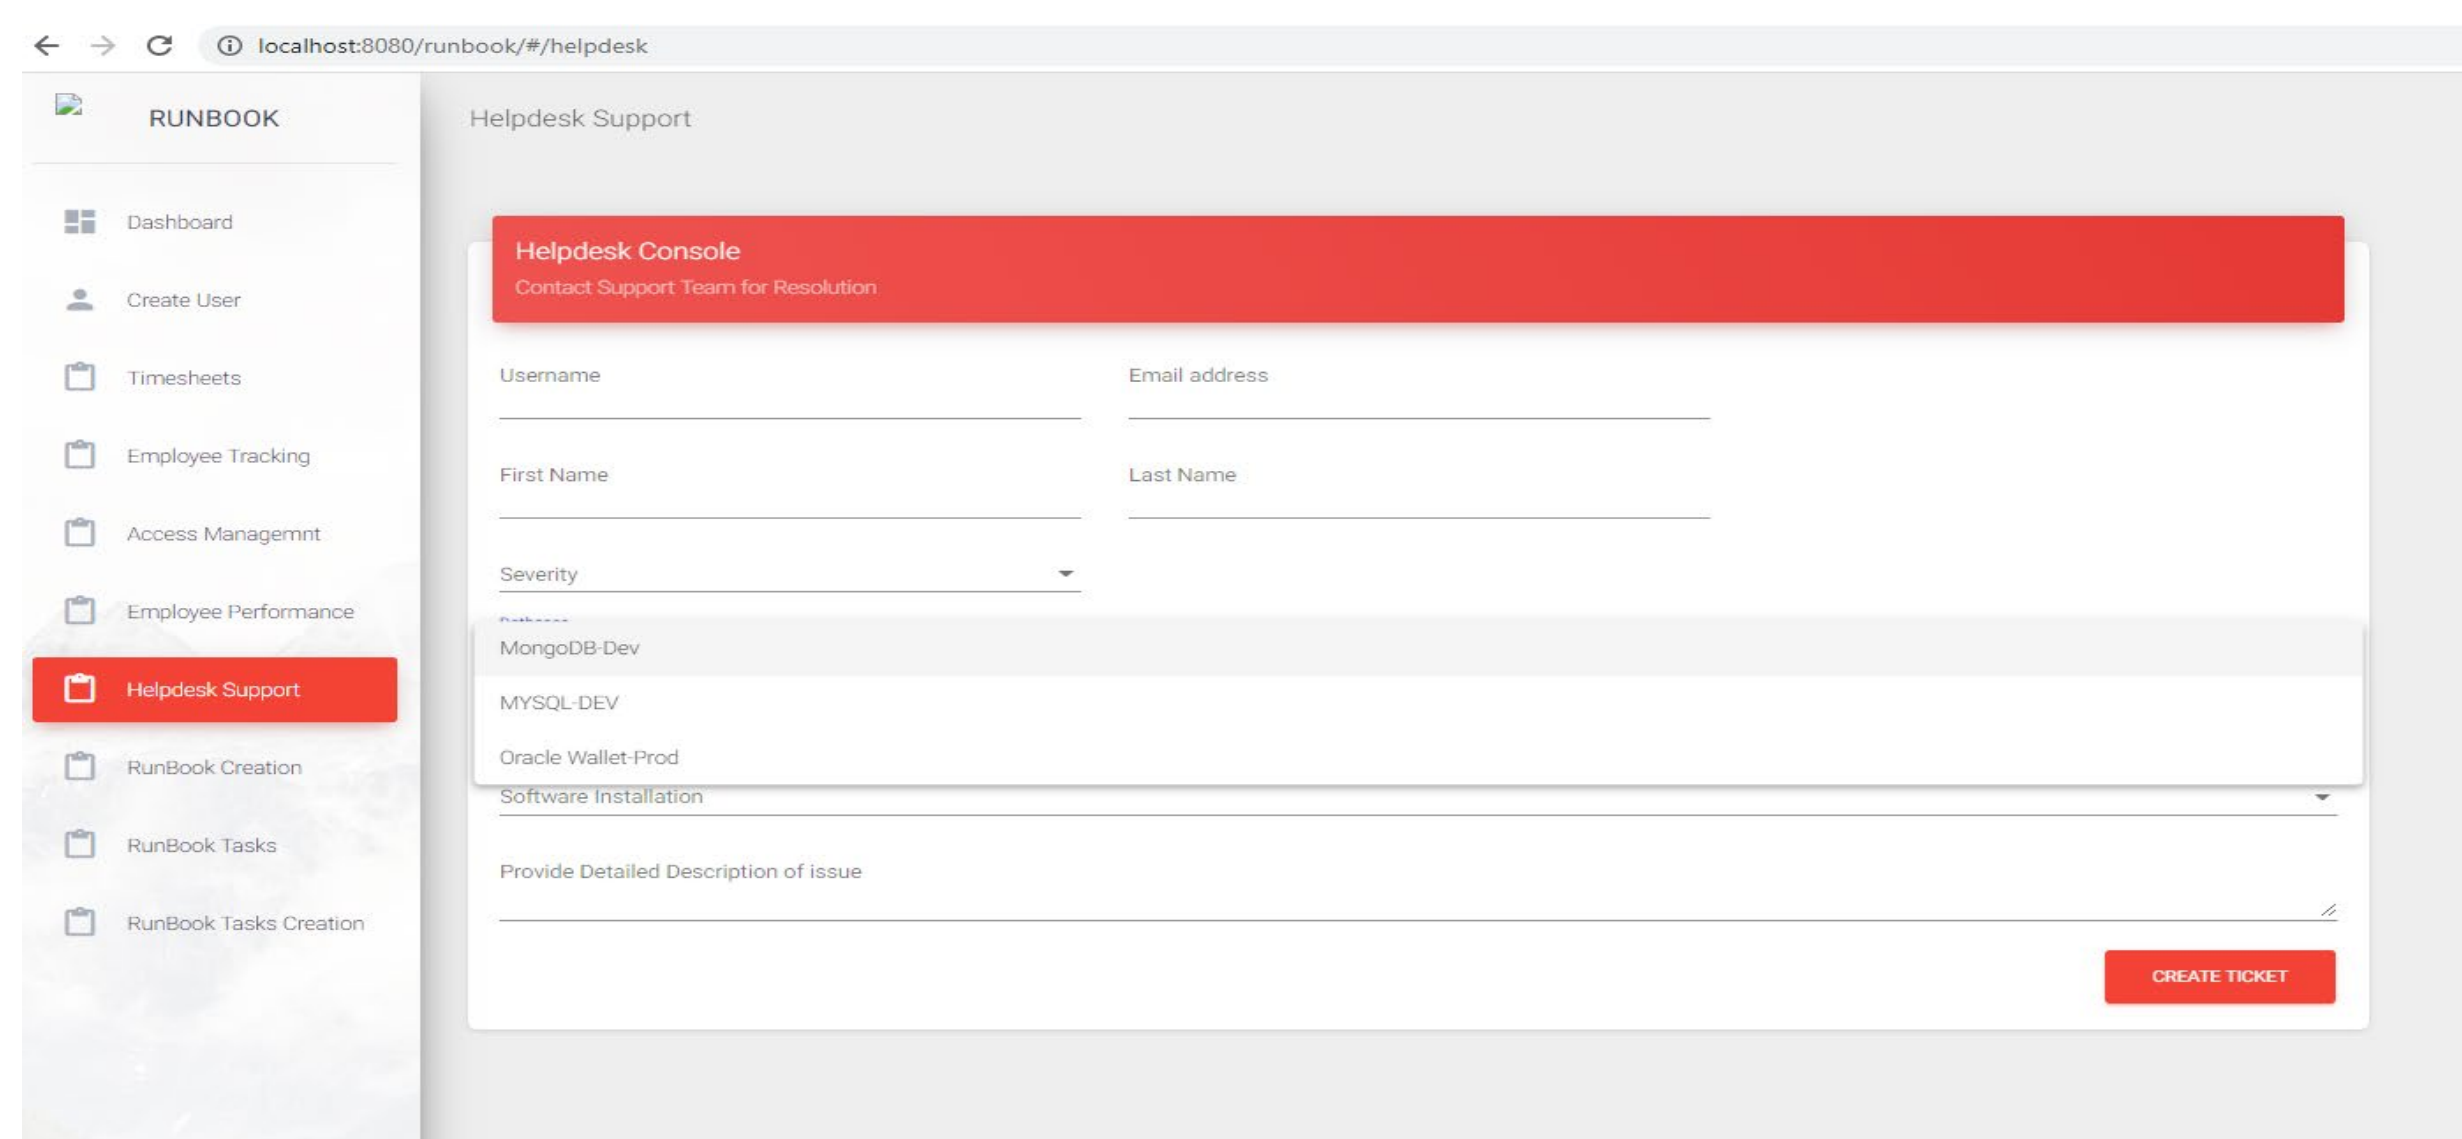 localhost:8080/runbook/#/helpdesk
RUNBOOK
Helpdesk Support
Dashboard
Create User
Timesheets
Employee Tracking
Access Managemnt
Employee Performance
Helpdesk Support
RunBook Creation
RunBook Tasks
RunBook Tasks Creation
Helpdesk Console
Contact Support Team for Resolution
Username
Email address
First Name
Last Name
Severity
MongoDB-Dev
MYSQL-DEV
Oracle Wallet-Prod
Software Installation
Provide Detailed Description of issue
CREATE TICKET